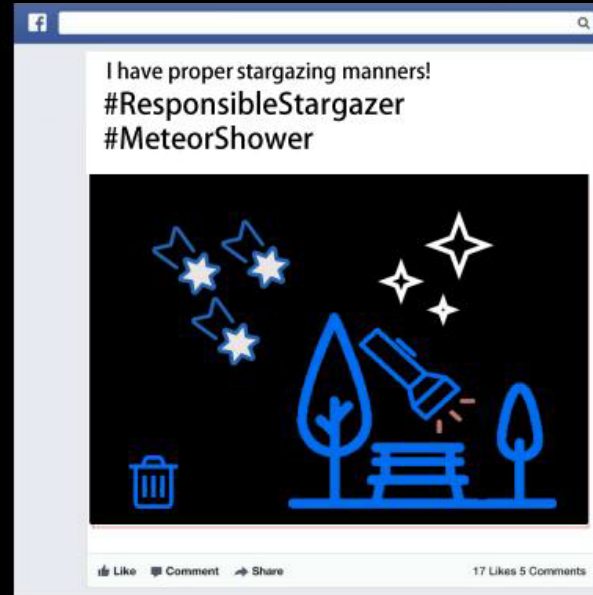 f
I have proper stargazing manners!
#ResponsibleStargazer
#MeteorShower
Like Comment Share 17 Likes 5 Comments